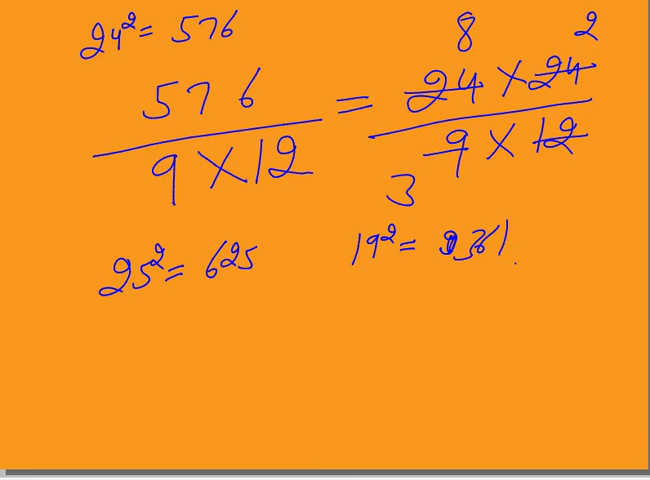 24² = 576
8 2
576 / 9 × 12 = 24 × 24 / 9 × 12
3
25² = 625 19² = 361.